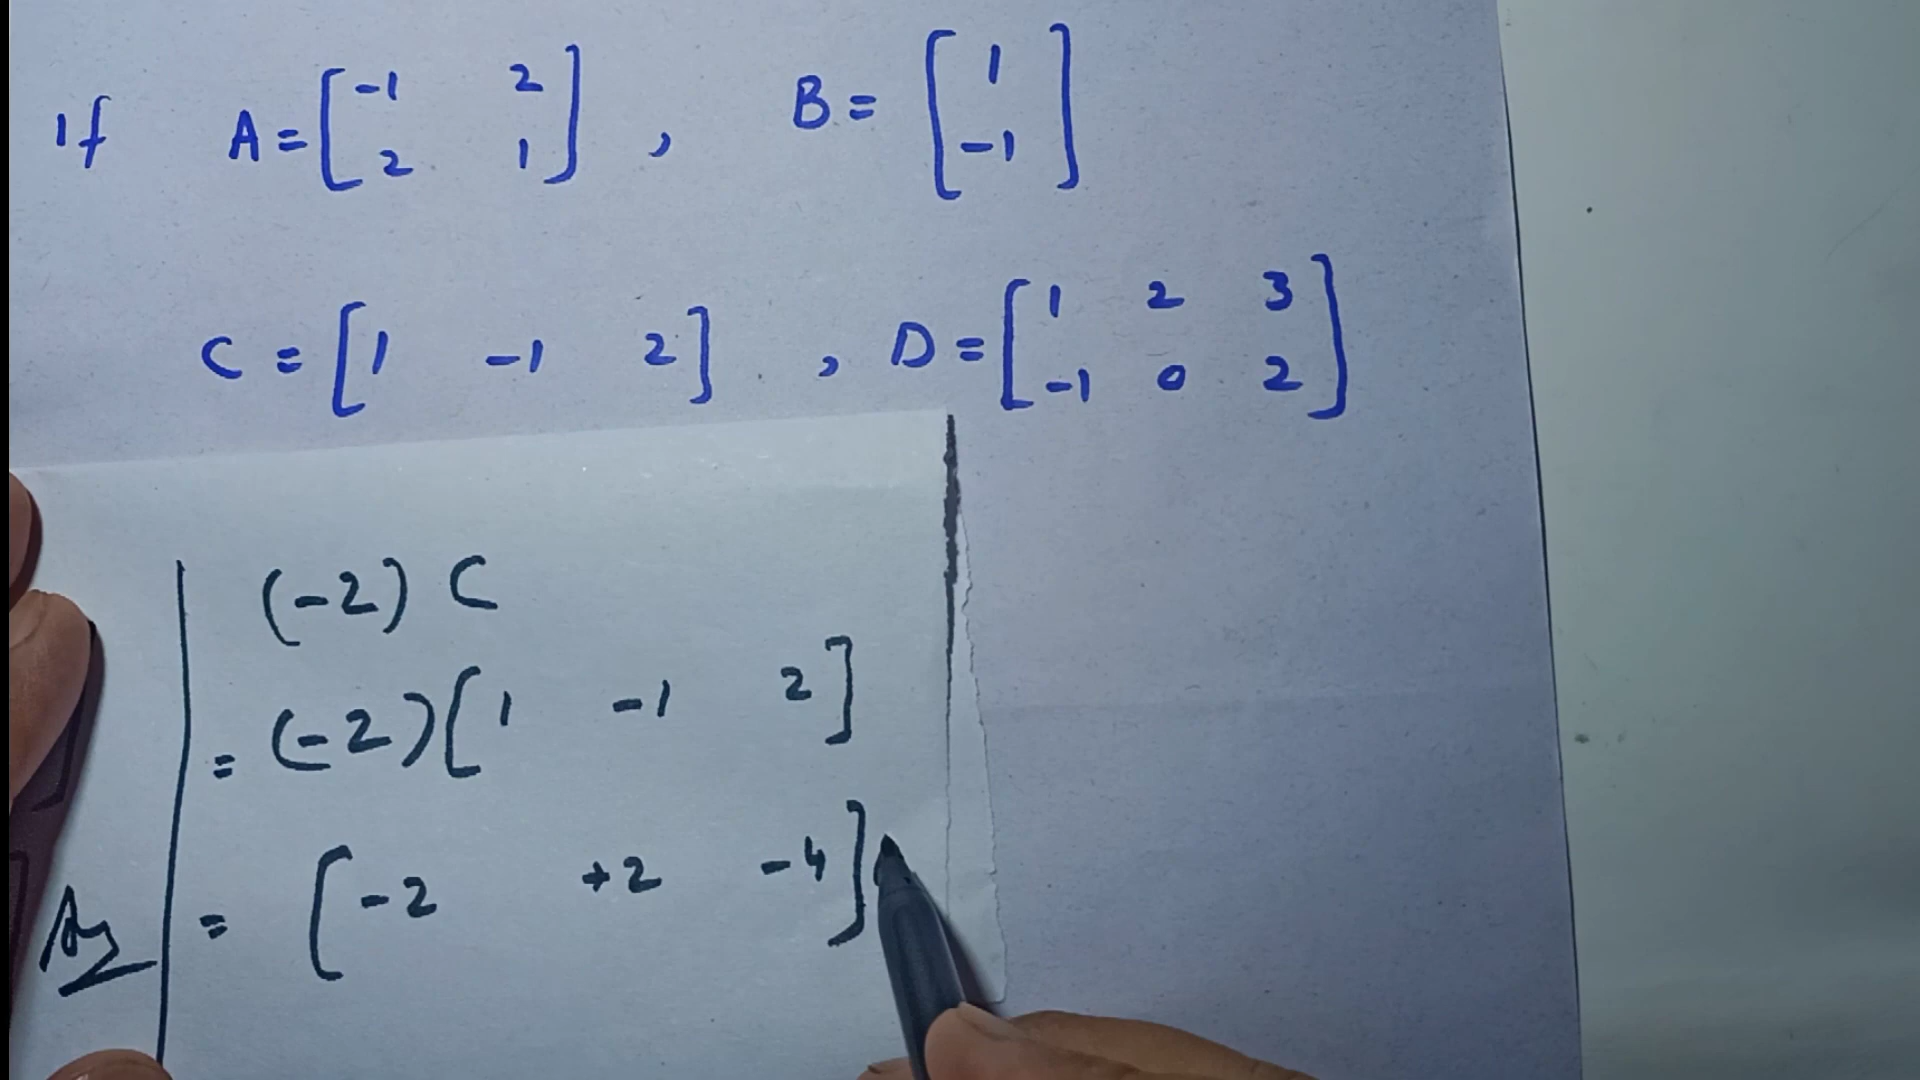 If A = [-1 2
2 1] , B = [1
-1]
C = [1 -1 2] , D = [1 2 3
-1 0 2]
(-2) C
= (-2) [1 -1 2]
Ans = [-2 +2 -4]